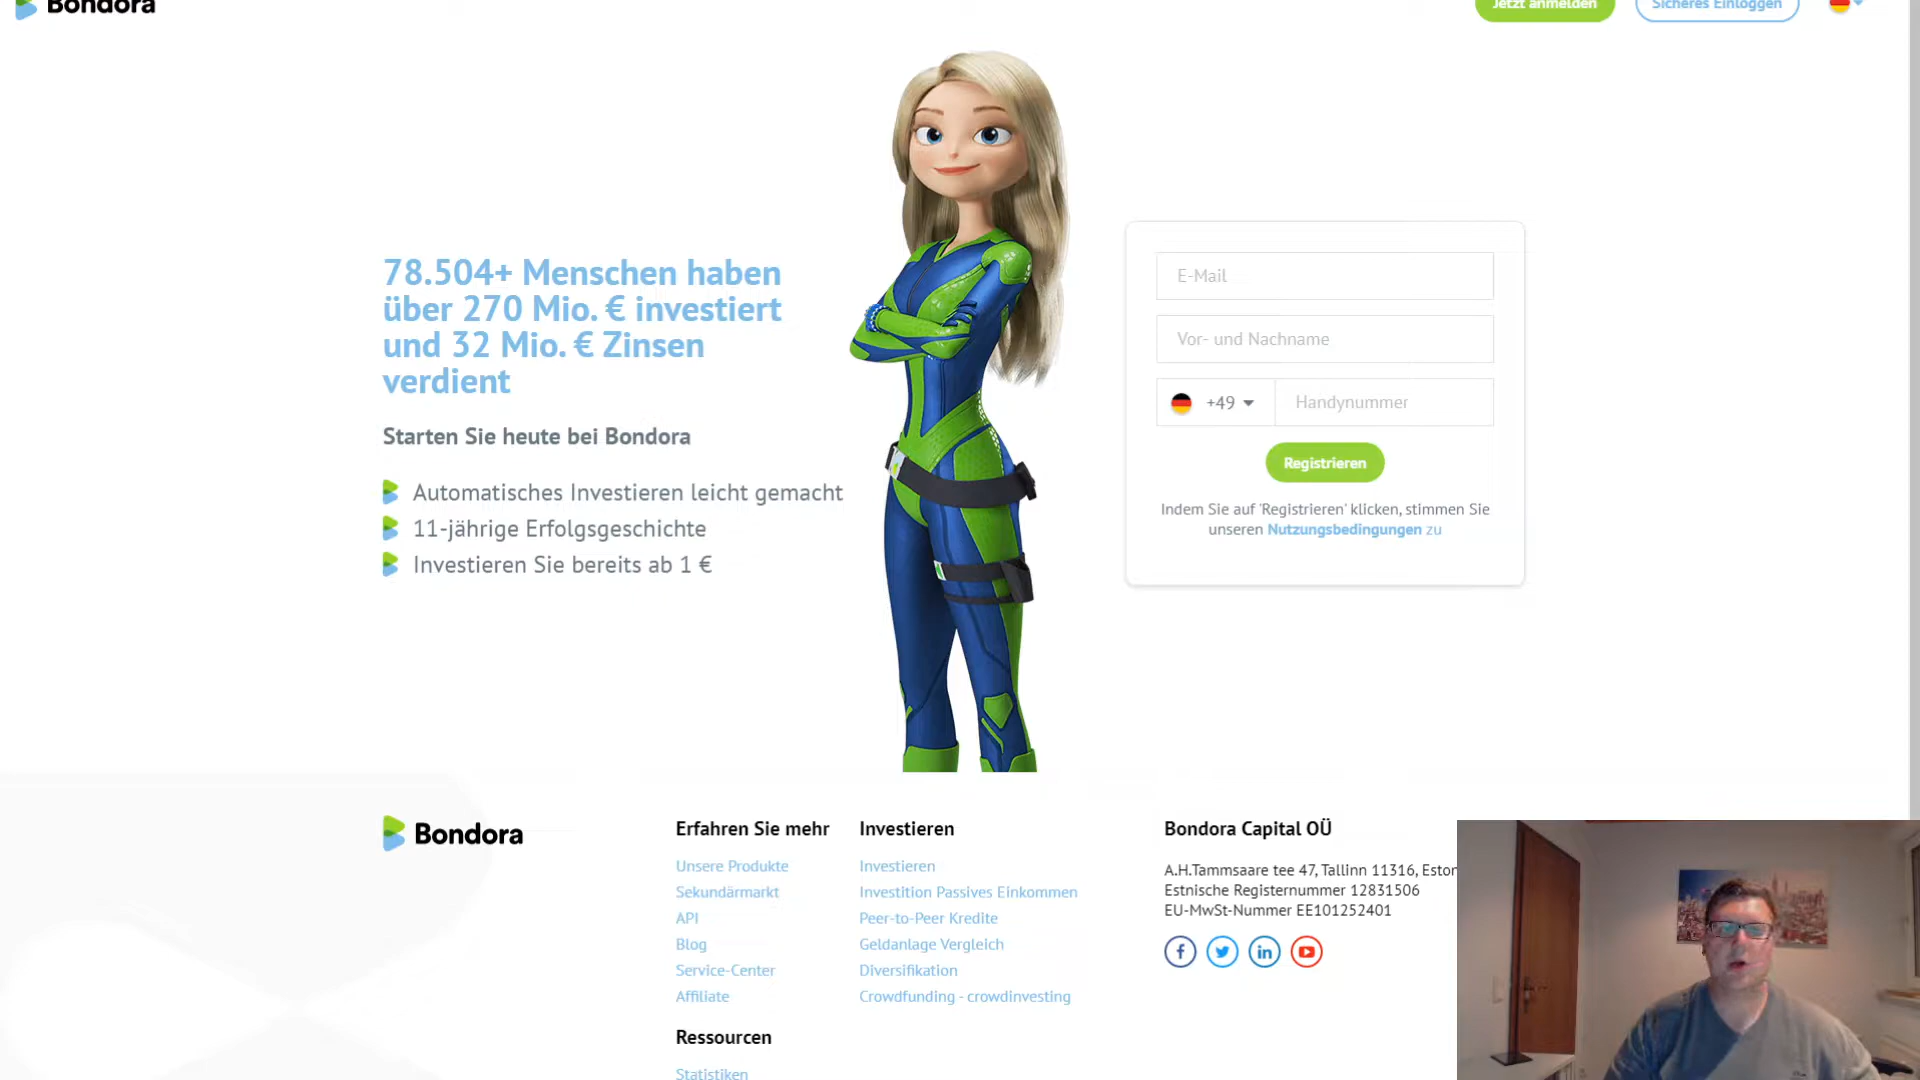 Bondora
Jetzt anmelden
Sicheres Einloggen
78.504+ Menschen haben
über 270 Mio. € investiert
und 32 Mio. € Zinsen
verdient
Starten Sie heute bei Bondora
Automatisches Investieren leicht gemacht
11-jährige Erfolgsgeschichte
Investieren Sie bereits ab 1 €
E-Mail
Vor- und Nachname
+49
Handynummer
Registrieren
Indem Sie auf 'Registrieren' klicken, stimmen Sie
unseren Nutzungsbedingungen zu
Bondora
Erfahren Sie mehr
Unsere Produkte
Sekundärmarkt
API
Blog
Service-Center
Affiliate
Ressourcen
Statistiken
Investieren
Investieren
Investition Passives Einkommen
Peer-to-Peer Kredite
Geldanlage Vergleich
Diversifikation
Crowdfunding - crowdinvesting
Bondora Capital OÜ
A.H.Tammsaare tee 47, Tallinn 11316, Eston
Estnische Registernummer 12831506
EU-MwSt-Nummer EE101252401